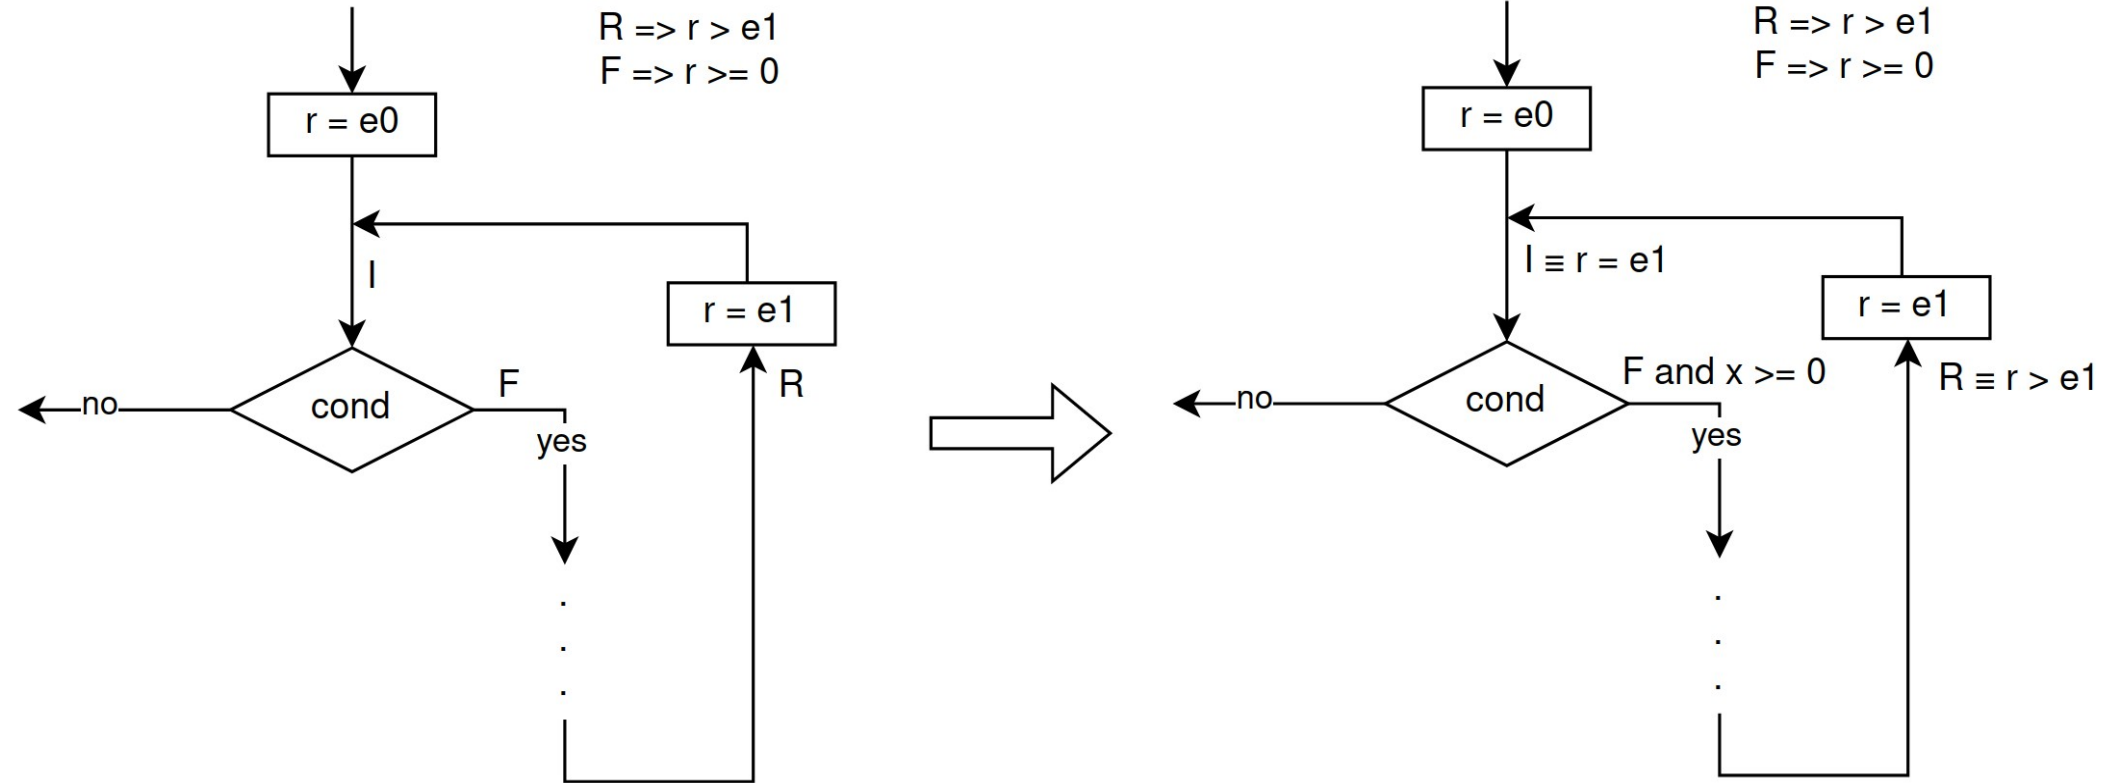 R => r > e1
F => r >= 0
r = e0
I
r = e1
F
R
cond
no
yes
.
.
.
R => r > e1
F => r >= 0
r = e0
I ≡ r = e1
r = e1
F and x >= 0
R ≡ r > e1
cond
no
yes
.
.
.